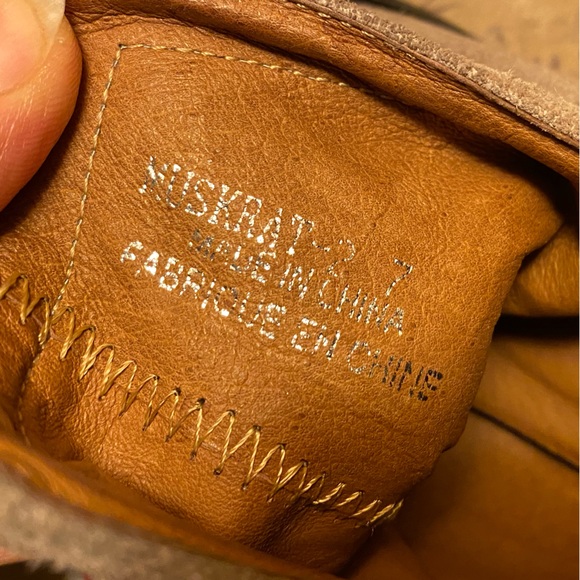 MUSKRAT-2 7
MADE IN CHINA
FABRIQUE EN CHINE